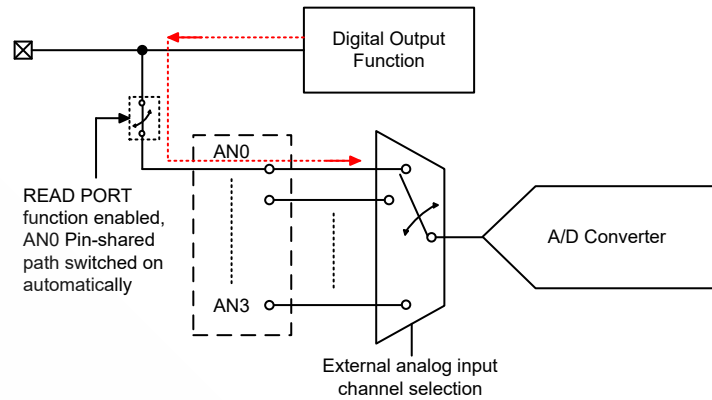 Digital Output
Function
AN0
READ PORT
function enabled,
AN0 Pin-shared
path switched on
automatically
A/D Converter
AN3
External analog input
channel selection